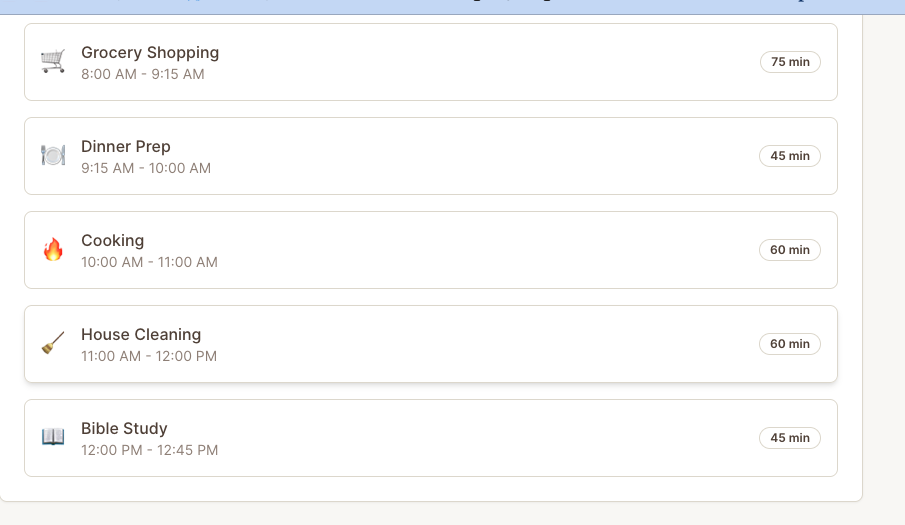 Grocery Shopping
8:00 AM - 9:15 AM
75 min
Dinner Prep
9:15 AM - 10:00 AM
45 min
Cooking
10:00 AM - 11:00 AM
60 min
House Cleaning
11:00 AM - 12:00 PM
60 min
Bible Study
12:00 PM - 12:45 PM
45 min